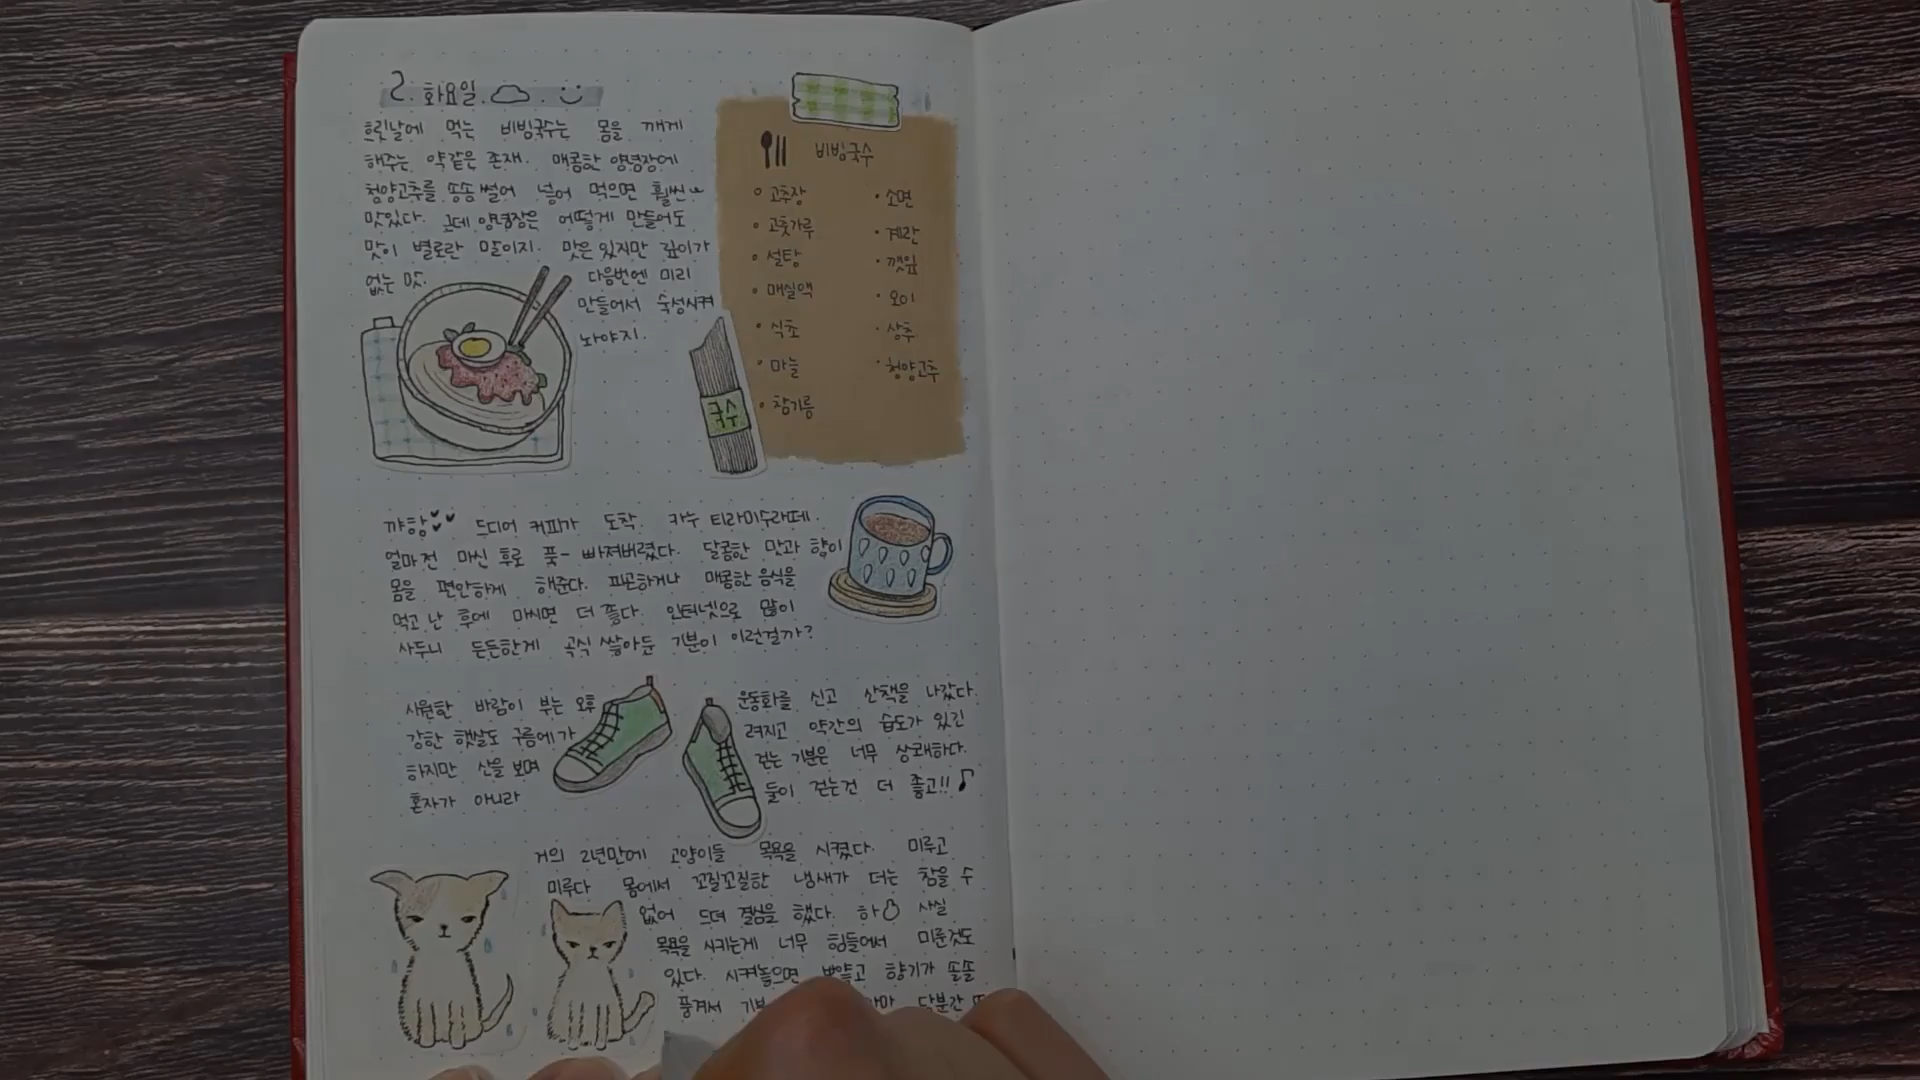 2. 화요일.
흐린날에 먹는 비빔국수는 몸을 깨게
해주는 약같은 존재. 매콤한 양념장에
청양고추를 송송 썰어 넣어 먹으면 훨씬
맛있다. 근데 양념장은 어떻게 만들어도
맛이 별로란 말이지. 맛은 있지만 깊이가
없는 맛.
다음번엔 미리
만들어서 숙성시켜
놔야지.
비빔국수
고추장
고춧가루
설탕
매실액
식초
마늘
참기름
소면
계란
깻잎
오이
상추
청양고추
국수
꺄항 드디어 커피가 도착. 카누 티라미수라떼
얼마전 마신 후로 푹- 빠져버렸다. 달콤한 맛과 향이
몸을 편안하게 해준다. 피곤하거나 매콤한 음식을
먹고 난 후에 마시면 더 쫗다. 인터넷으로 많이
사두니 든든한게 곡식 쌓아둔 기분이 이런걸까?
시원한 바람이 부는 오후 운동화를 신고 산책을 나갔다.
강한 햇살도 구름에 가 려지고 약간의 습도가 있긴
하지만 산을 보며 걷는 기분은 너무 상쾌하다.
혼자가 아니라 둘이 걷는건 더 좋고!!
거의 2년만에 고양이들 목욕을 시켰다. 미루고
미루다 몸에서 꼬질꼬질한 냄새가 더는 참을 수
없어 드뎌 결심을 했다. 하 사실
목욕을 시키는게 너무 힘들어서 미룬것도
있다. 시켜놓으면 뽀얗고 향기가 솔솔
풍겨서 당분간